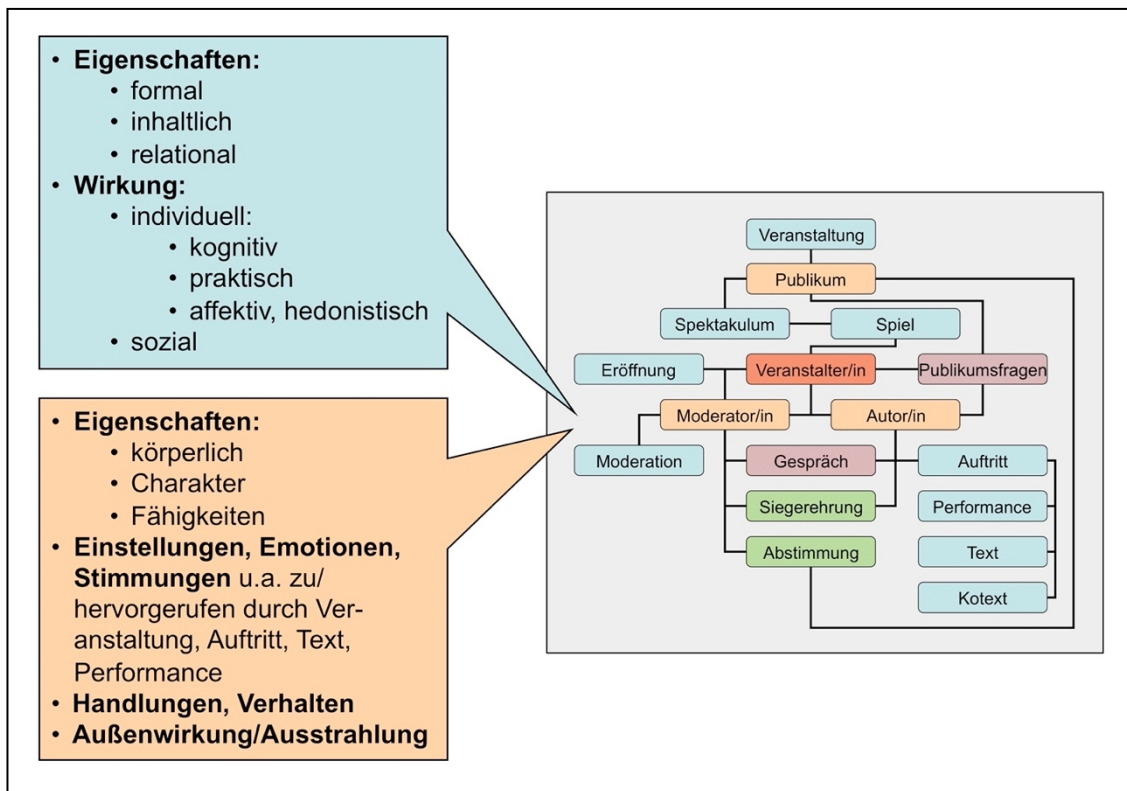 • Eigenschaften:
• formal
• inhaltlich
• relational
• Wirkung:
• individuell:
• kognitiv
• praktisch
• affektiv, hedonistisch
• sozial
• Eigenschaften:
• körperlich
• Charakter
• Fähigkeiten
• Einstellungen, Emotionen,
Stimmungen u.a. zu/
hervorgerufen durch Ver-
anstaltung, Auftritt, Text,
Performance
• Handlungen, Verhalten
• Außenwirkung/Ausstrahlung
Veranstaltung
Publikum
Spektakulum
Spiel
Eröffnung
Veranstalter/in
Publikumsfragen
Moderator/in
Autor/in
Moderation
Gespräch
Auftritt
Siegerehrung
Performance
Abstimmung
Text
Kotext